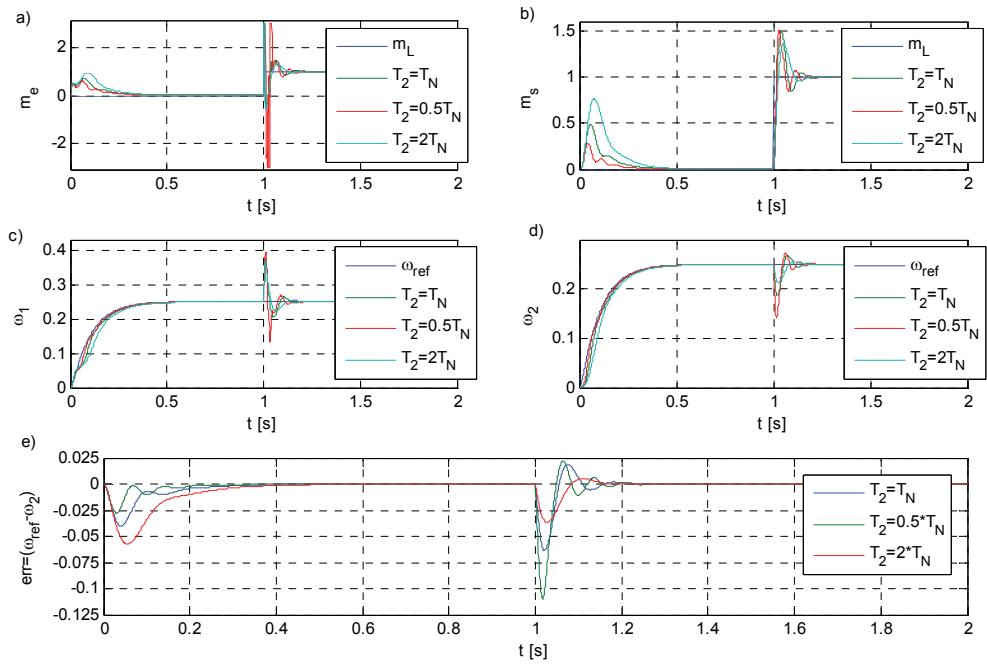 a)
2
0
-2
m_e
0
0.5
1
1.5
2
t [s]
m_L
T_2=T_N
T_2=0.5T_N
T_2=2T_N
b)
1.5
1
0.5
0
m_s
0
0.5
1
1.5
2
t [s]
m_L
T_2=T_N
T_2=0.5T_N
T_2=2T_N
c)
0.4
0.3
0.2
0.1
0
ω_1
0
0.5
1
1.5
2
t [s]
ω_ref
T_2=T_N
T_2=0.5T_N
T_2=2T_N
d)
0.2
0.1
0
ω_2
0
0.5
1
1.5
2
t [s]
ω_ref
T_2=T_N
T_2=0.5T_N
T_2=2T_N
e)
0.025
0
-0.025
-0.05
-0.075
-0.1
-0.125
err=(ω_ref-ω_2)
0
0.2
0.4
0.6
0.8
1
1.2
1.4
1.6
1.8
2
t [s]
T_2=T_N
T_2=0.5*T_N
T_2=2*T_N